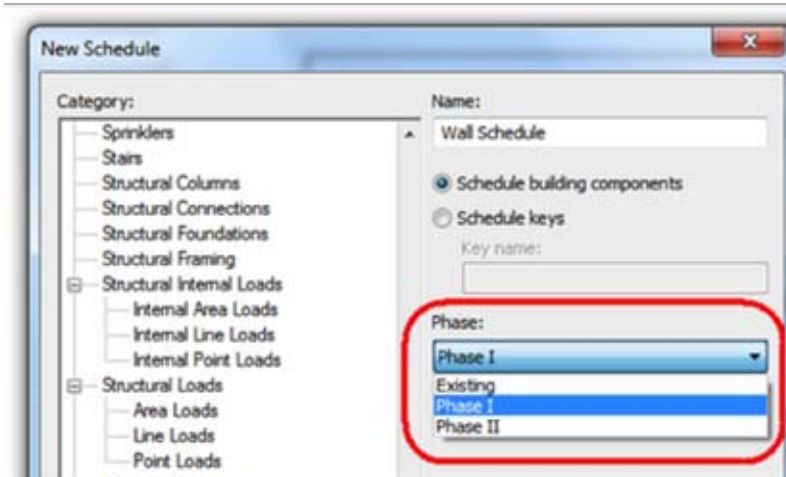 New Schedule
Category:
Sprinklers
Stairs
Structural Columns
Structural Connections
Structural Foundations
Structural Framing
Structural Internal Loads
Internal Area Loads
Internal Line Loads
Internal Point Loads
Structural Loads
Area Loads
Line Loads
Point Loads
Name:
Wall Schedule
Schedule building components
Schedule keys
Key name:
Phase:
Phase I
Existing
Phase I
Phase II